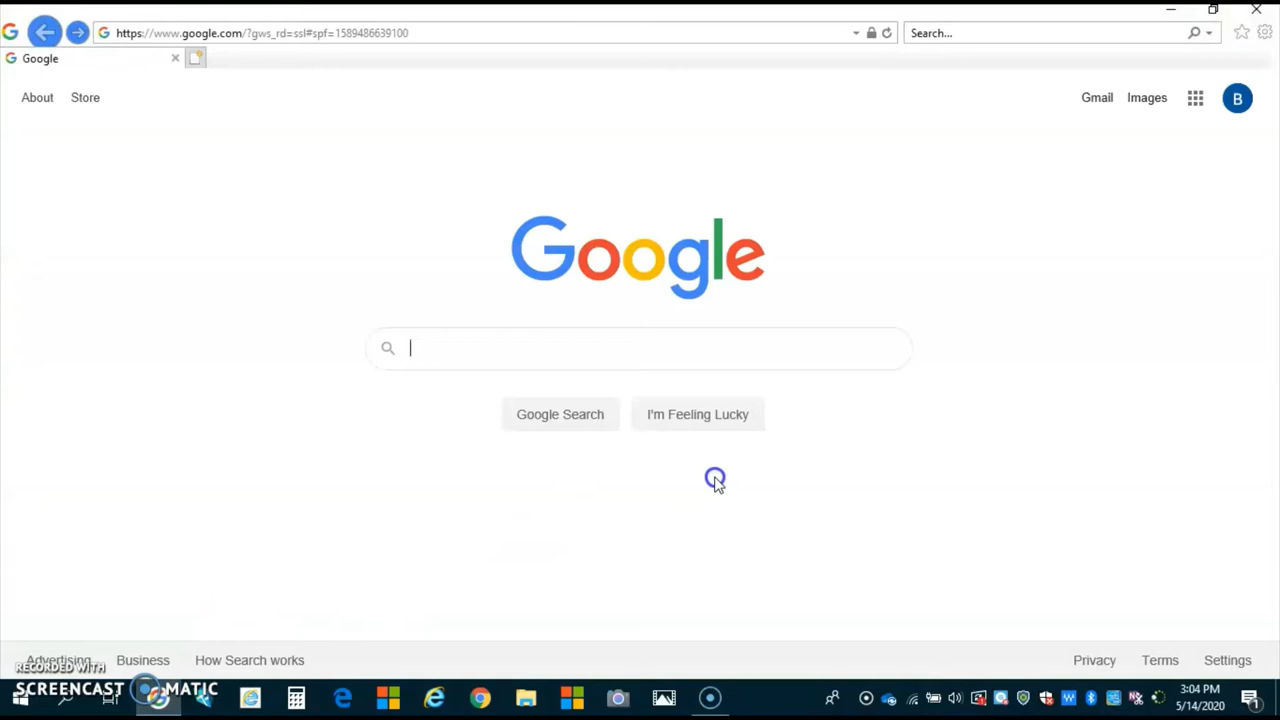 https://www.google.com/?gws_rd=ssl#spf=1589486639100
Search...
Google
About Store
Gmail Images
B
Google
Google Search
I'm Feeling Lucky
Advertising Business How Search works
Privacy Terms Settings
RECORDED WITH
SCREENCAST MATIC
3:04 PM
5/14/2020
1